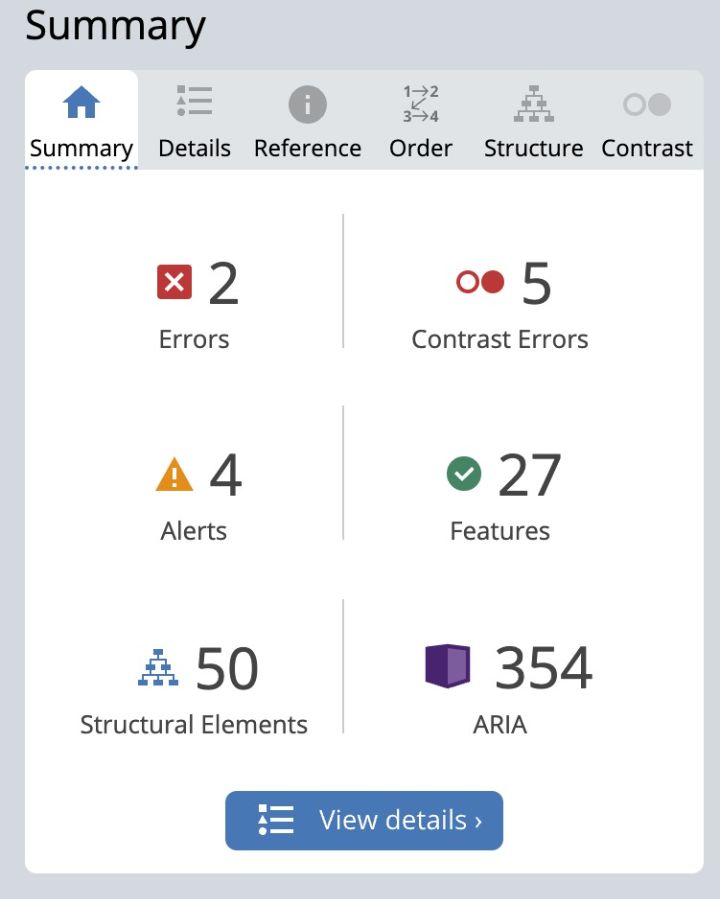 Summary
1→2
3→4
Summary Details Reference Order Structure Contrast
2 5
Errors Contrast Errors
4 27
Alerts Features
50 354
Structural Elements ARIA
View details ›